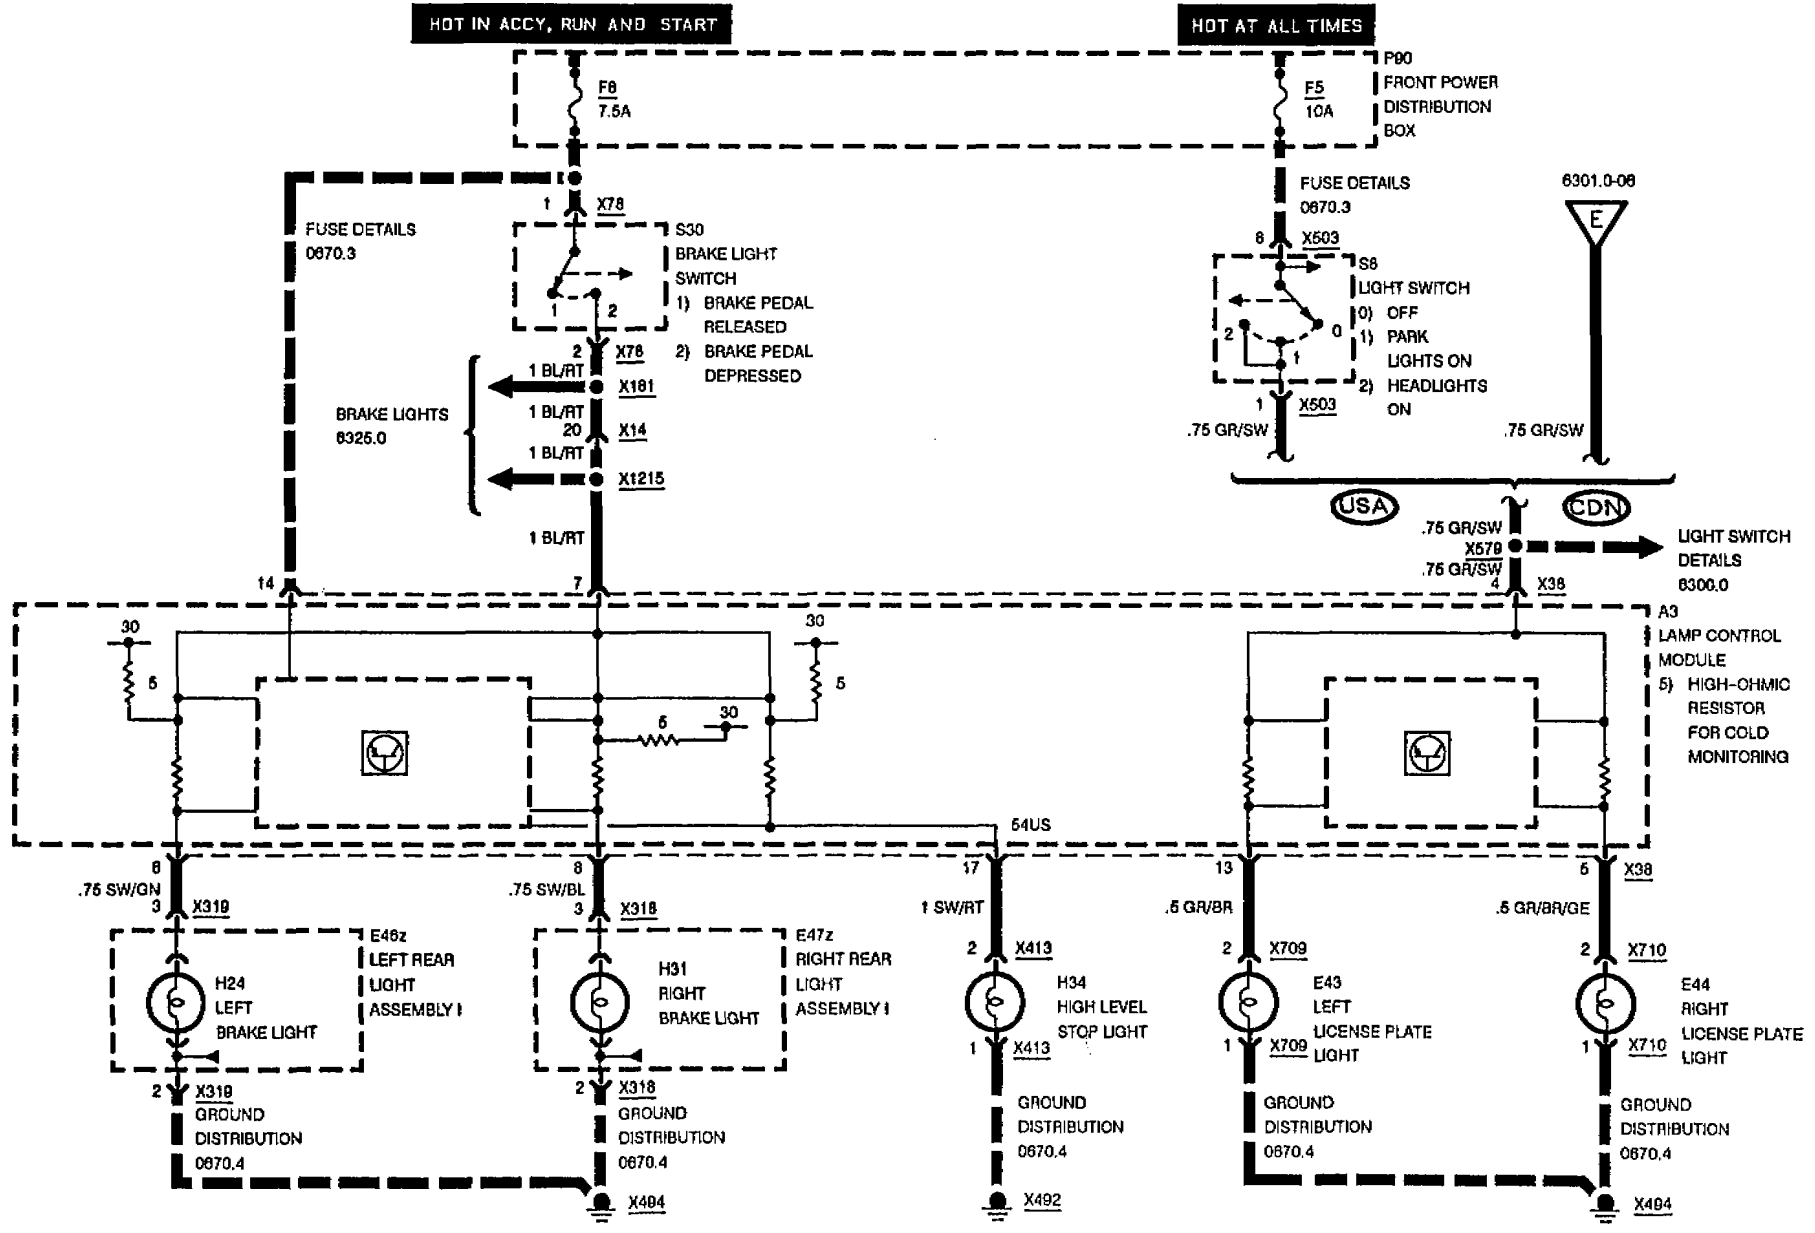 HOT IN ACCY, RUN AND START
HOT AT ALL TIMES
F8
7.5A
F5
10A
P90
FRONT POWER
DISTRIBUTION
BOX
FUSE DETAILS
0670.3
1
X78
S30
BRAKE LIGHT
SWITCH
1) BRAKE PEDAL
RELEASED
2) BRAKE PEDAL
DEPRESSED
1
2
2
X78
1 BL/RT
X181
1 BL/RT
20
X14
1 BL/RT
X1215
1 BL/RT
BRAKE LIGHTS
6325.0
FUSE DETAILS
0670.3
6
X503
S6
LIGHT SWITCH
0) OFF
1) PARK
LIGHTS ON
2) HEADLIGHTS
ON
2
1
0
1
X503
.75 GR/SW
6301.0-06
E
.75 GR/SW
USA
CDN
.75 GR/SW
X579
.75 GR/SW
4
X38
LIGHT SWITCH
DETAILS
6300.0
14
7
30
5
30
5
5
30
54US
A3
LAMP CONTROL
MODULE
5) HIGH-OHMIC
RESISTOR
FOR COLD
MONITORING
6
.75 SW/GN
3
X319
8
.75 SW/BL
3
X318
17
1 SW/RT
2
X413
13
.5 GR/BR
2
X709
5
X38
.5 GR/BR/GE
2
X710
E46z
LEFT REAR
LIGHT
ASSEMBLY I
H24
LEFT
BRAKE LIGHT
E47z
RIGHT REAR
LIGHT
ASSEMBLY I
H31
RIGHT
BRAKE LIGHT
H34
HIGH LEVEL
STOP LIGHT
E43
LEFT
LICENSE PLATE
LIGHT
E44
RIGHT
LICENSE PLATE
LIGHT
2
X319
2
X318
1
X413
1
X709
1
X710
GROUND
DISTRIBUTION
0670.4
GROUND
DISTRIBUTION
0670.4
GROUND
DISTRIBUTION
0670.4
GROUND
DISTRIBUTION
0670.4
GROUND
DISTRIBUTION
0670.4
X494
X492
X494